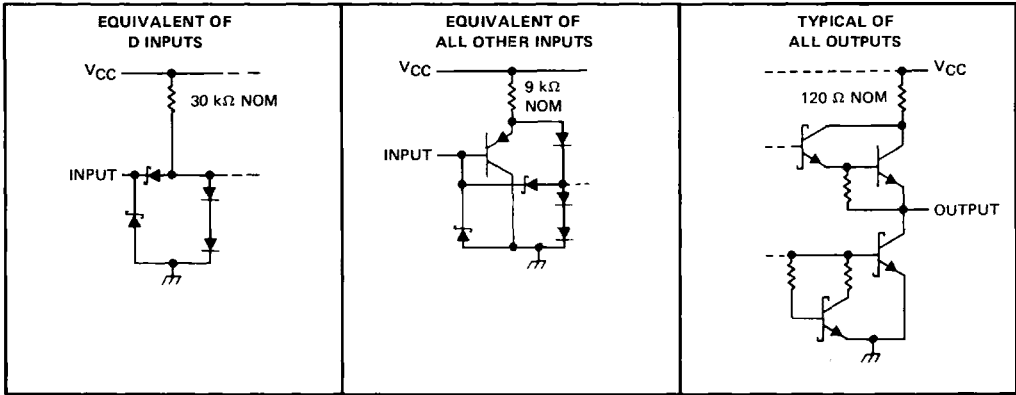 EQUIVALENT OF
D INPUTS
VCC
30 kΩ NOM
INPUT
EQUIVALENT OF
ALL OTHER INPUTS
VCC
9 kΩ
NOM
INPUT
TYPICAL OF
ALL OUTPUTS
VCC
120 Ω NOM
OUTPUT